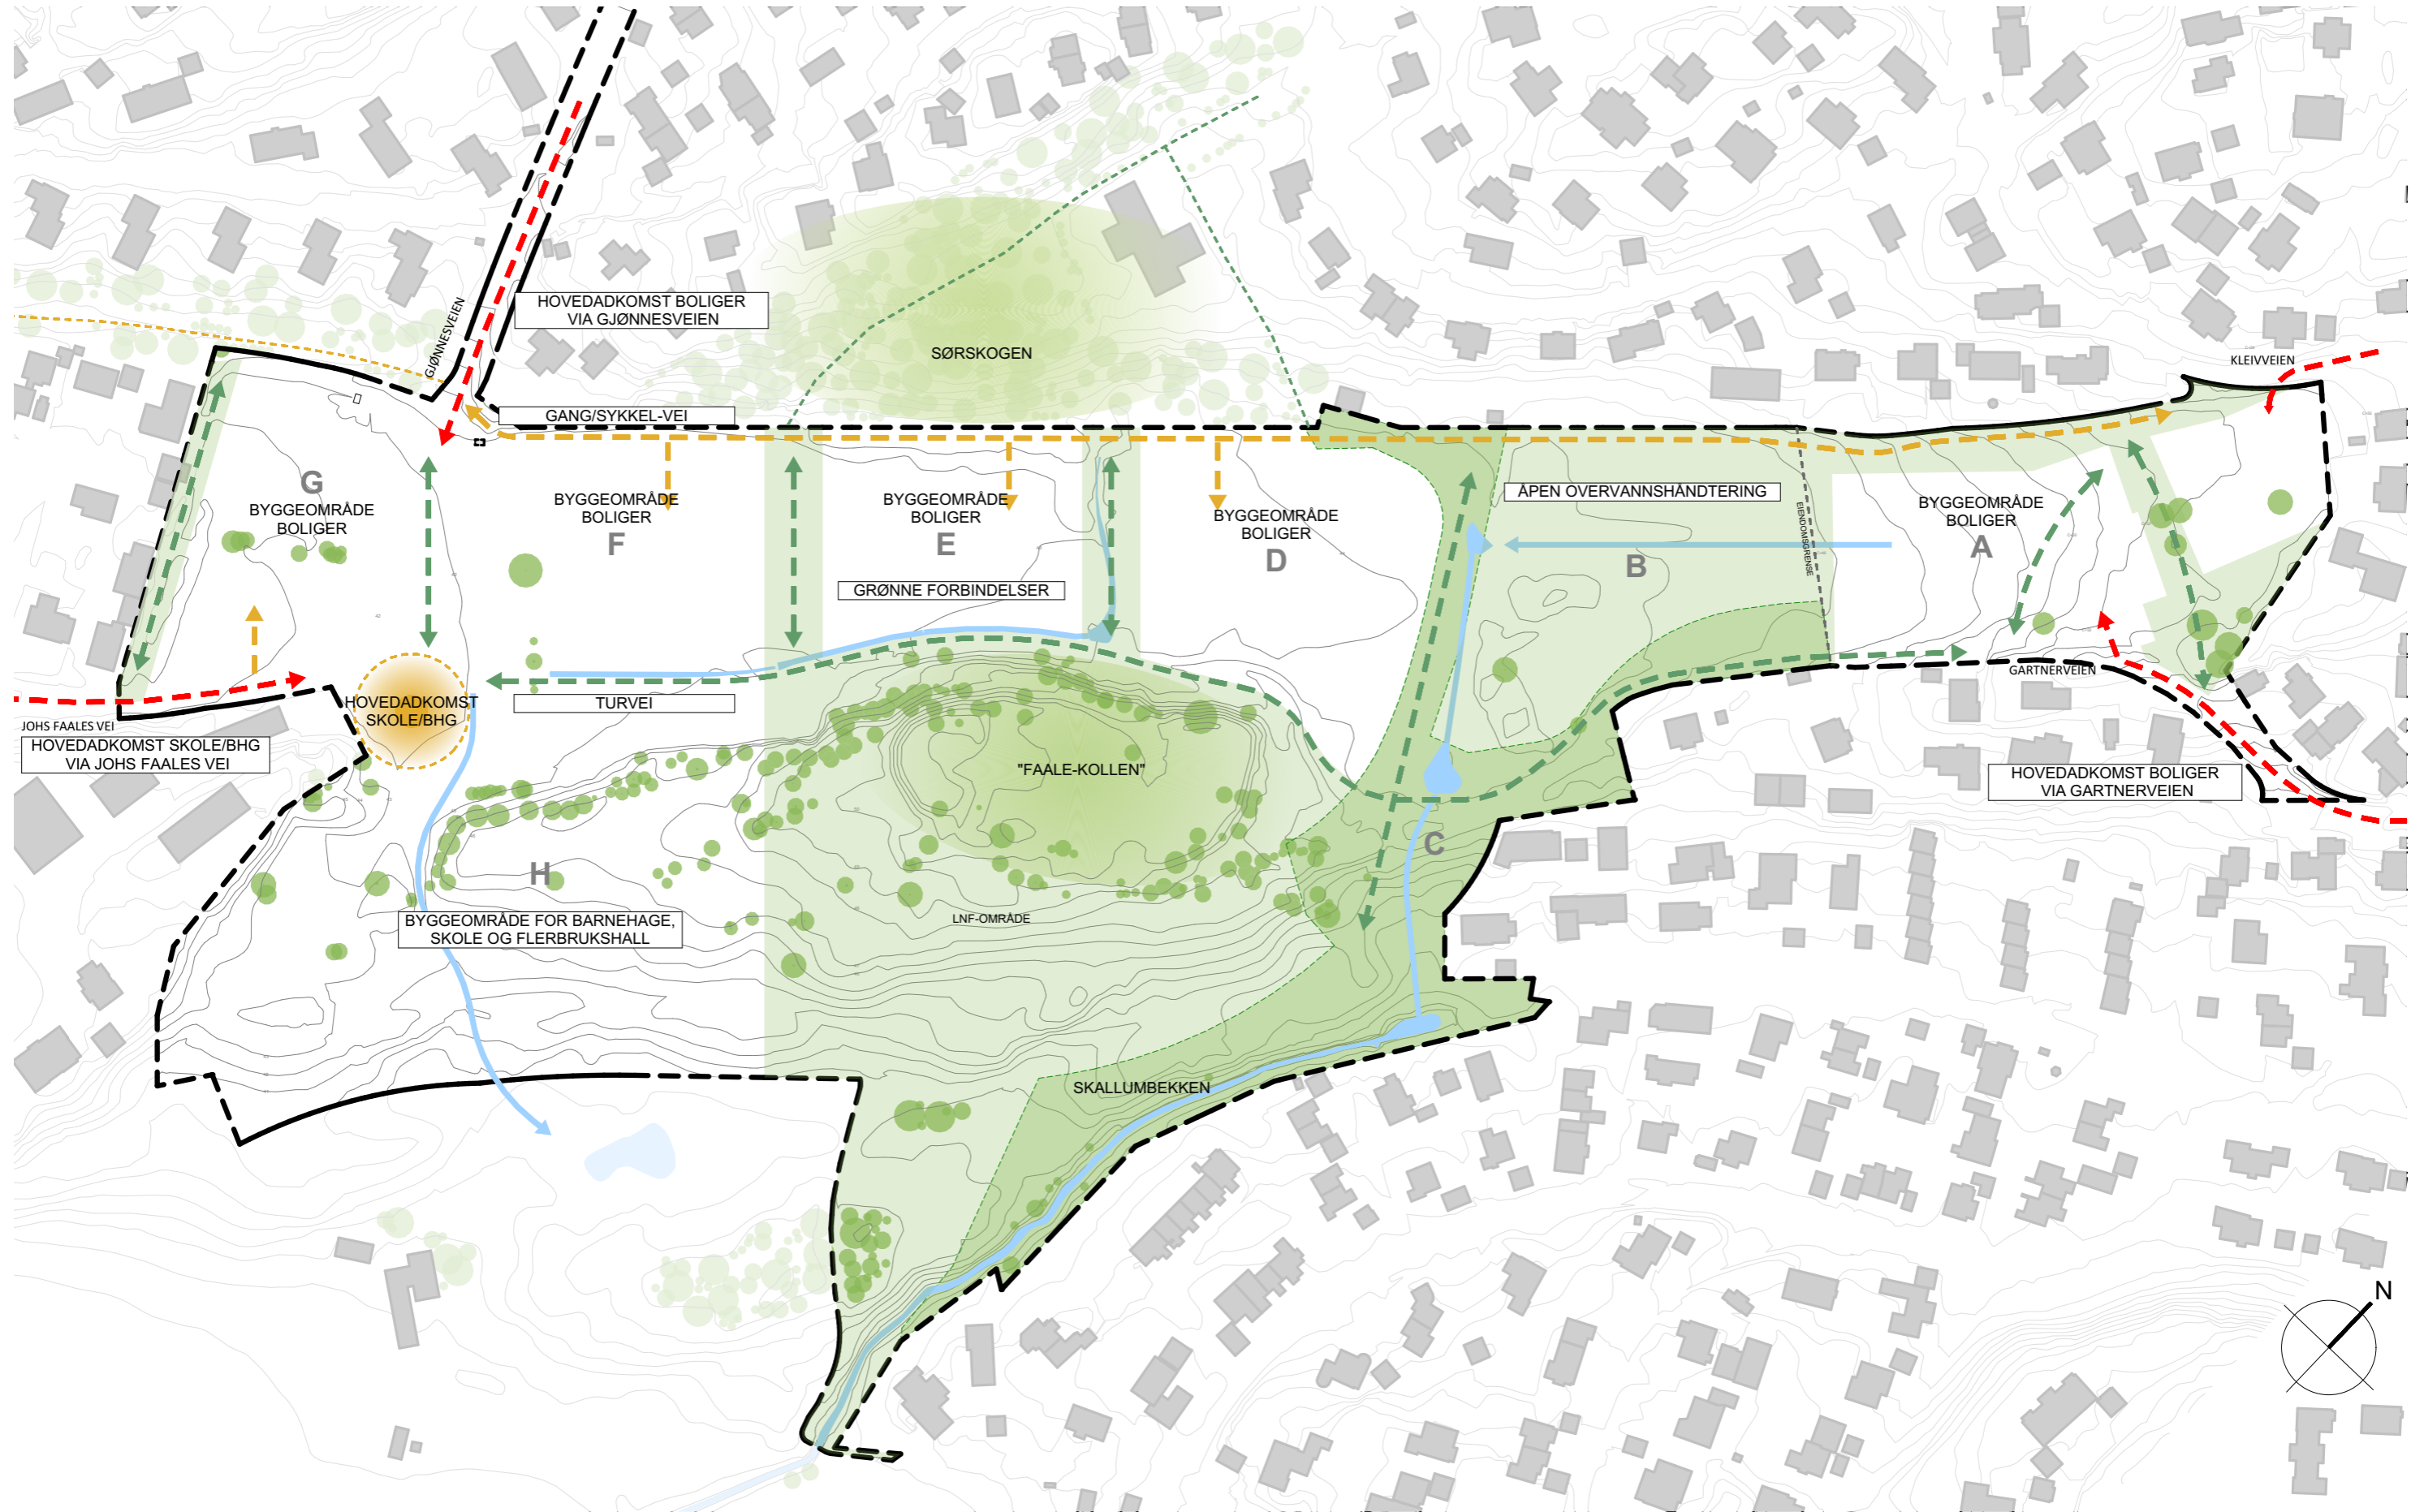 HOVEDADKOMST BOLIGER
VIA GJØNNESVEIEN
GJØNNESVEIEN
SØRSKOGEN
KLEIVVEIEN
GANG/SYKKEL-VEI
G
BYGGEOMRÅDE
BOLIGER
BYGGEOMRÅDE
BOLIGER
F
BYGGEOMRÅDE
BOLIGER
E
BYGGEOMRÅDE
BOLIGER
D
ÅPEN OVERVANNSHÅNDTERING
B
EIENDOMSGRENSE
BYGGEOMRÅDE
BOLIGER
A
GRØNNE FORBINDELSER
GARTNERVEIEN
HOVEDADKOMST
SKOLE/BHG
TURVEI
JOHS FAALES VEI
HOVEDADKOMST SKOLE/BHG
VIA JOHS FAALES VEI
"FAALE-KOLLEN"
HOVEDADKOMST BOLIGER
VIA GARTNERVEIEN
C
H
BYGGEOMRÅDE FOR BARNEHAGE,
SKOLE OG FLERBRUKSHALL
LNF-OMRÅDE
SKALLUMBEKKEN
N